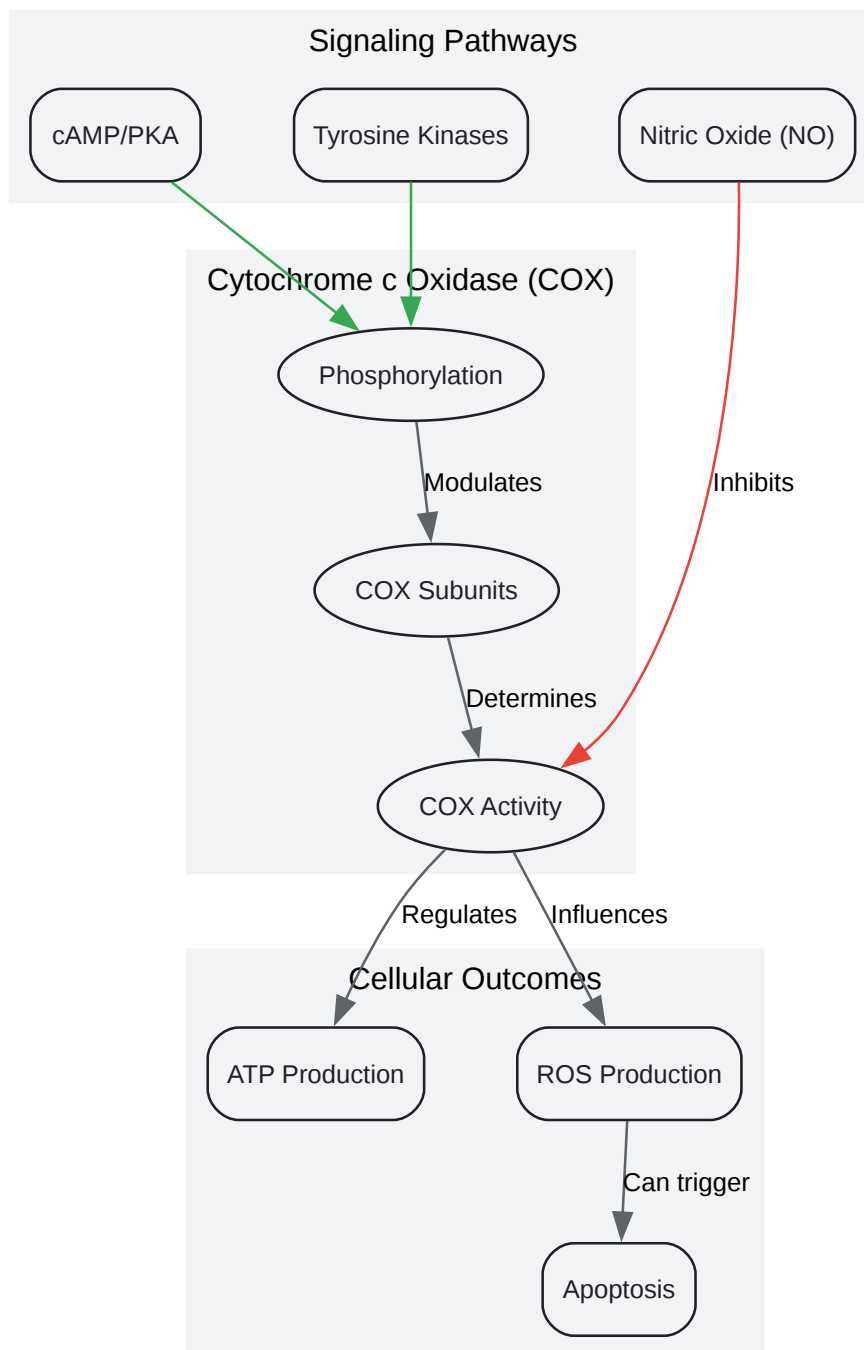 Signaling Pathways
cAMP/PKA
Tyrosine Kinases
Nitric Oxide (NO)
Cytochrome c Oxidase (COX)
Phosphorylation
Modulates
Inhibits
COX Subunits
Determines
COX Activity
Regulates
Influences
Cellular Outcomes
ATP Production
ROS Production
Can trigger
Apoptosis